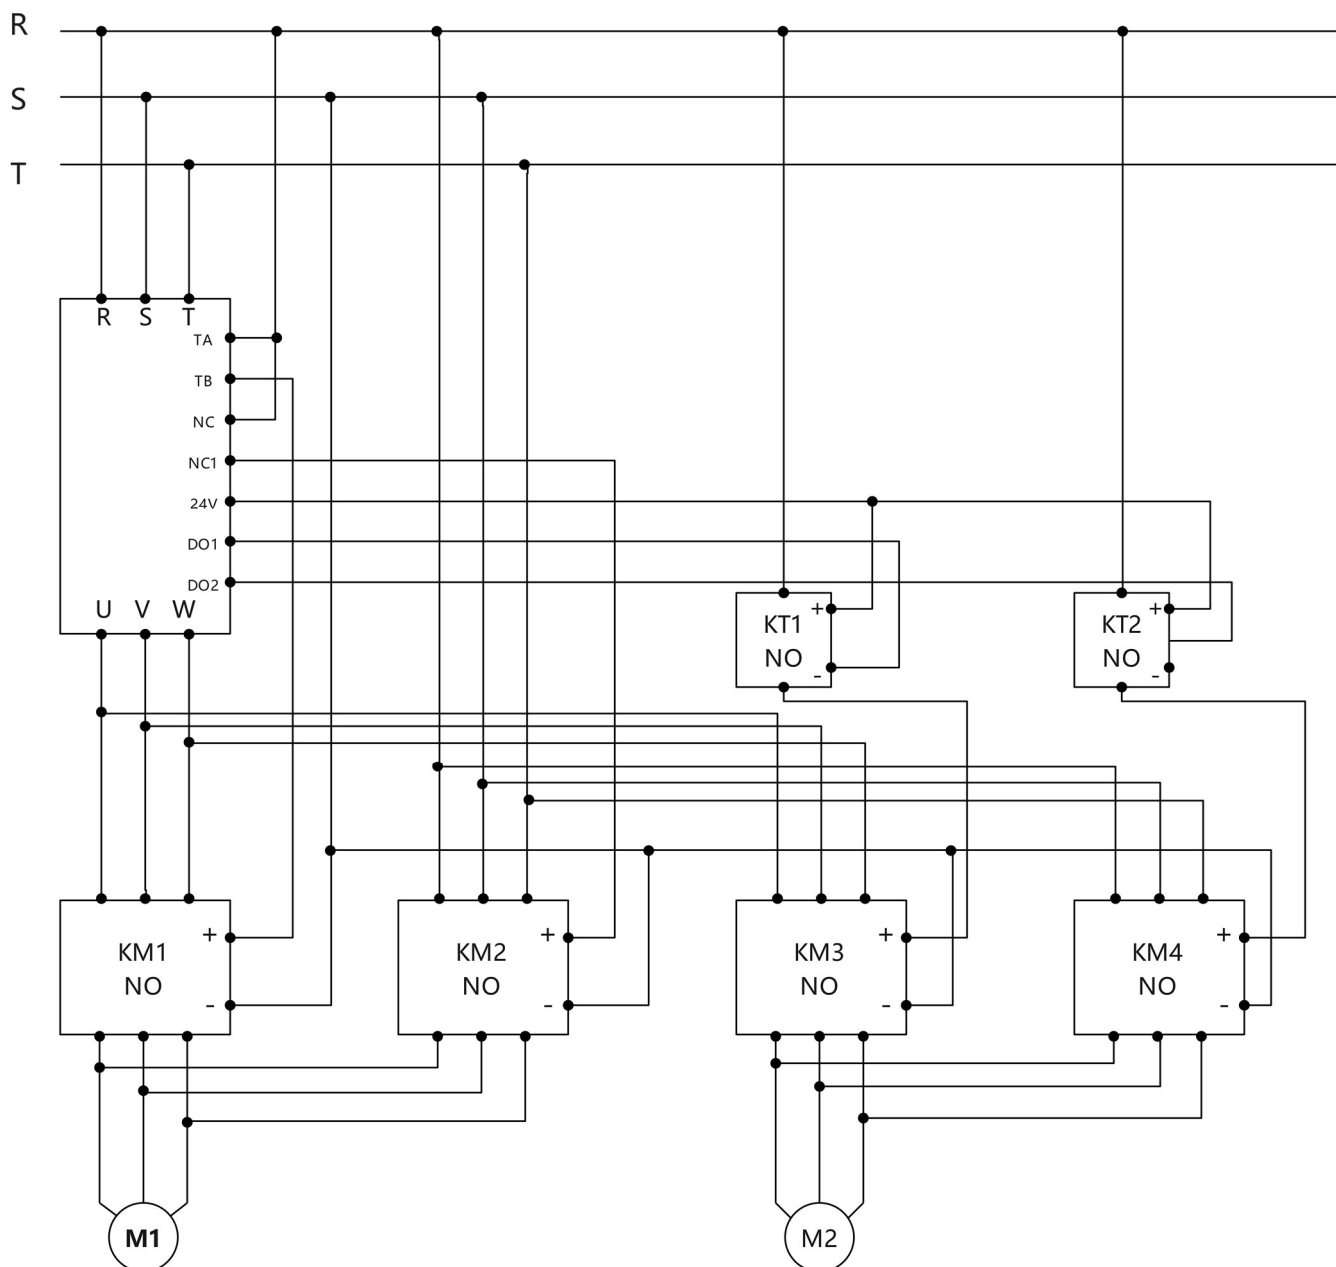 R
S
T
R S T
TA
TB
NC
NC1
24V
DO1
DO2
U V W
KT1
NO
+
-
KT2
NO
+
-
KM1
NO
+
-
KM2
NO
+
-
KM3
NO
+
-
KM4
NO
+
-
M1
M2